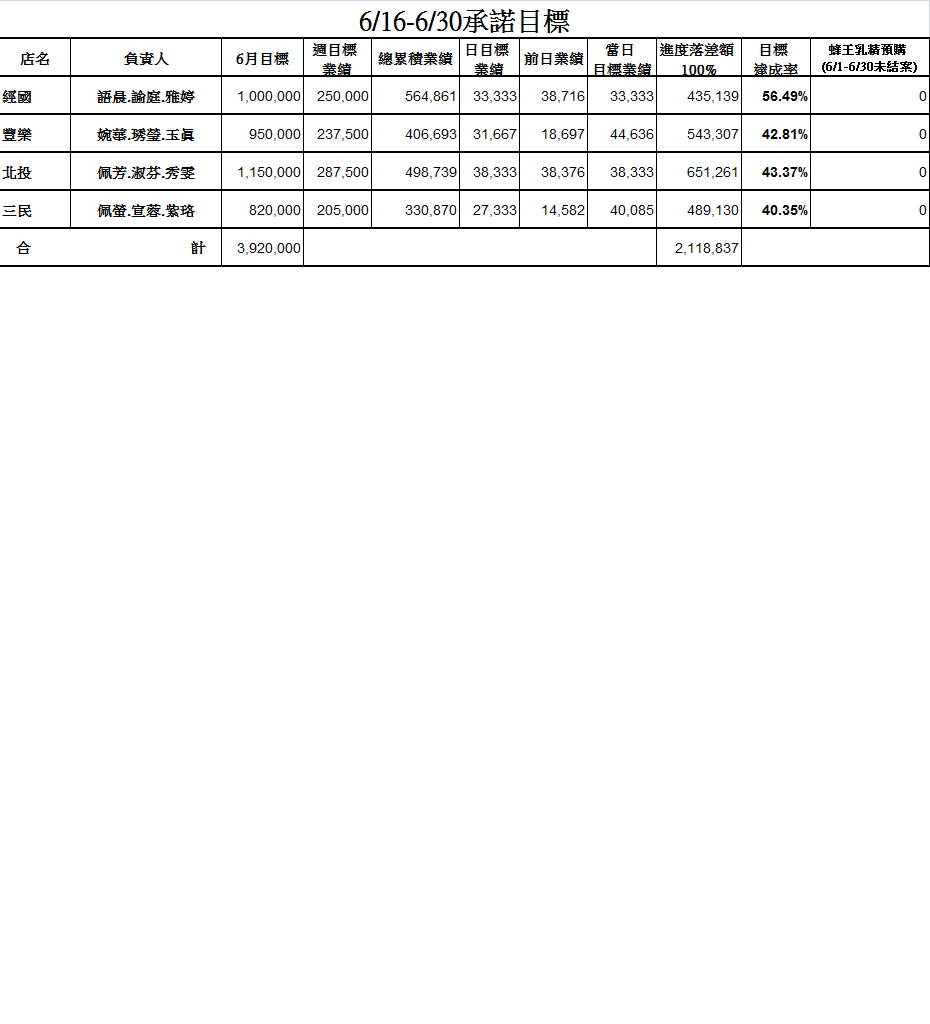 6/16-6/30承諾目標
店名 負責人 6月目標 週目標業績 總累積業績 日目標業績 前日業績 當日目標業績 進度落差額100% 目標達成率 蜂王乳精預購(6/1-6/30未結案)
經國 語晨.諭庭.雅婷 1,000,000 250,000 564,861 33,333 38,716 33,333 435,139 56.49% 0
豐樂 婉華.琇瑩.玉眞 950,000 237,500 406,693 31,667 18,697 44,636 543,307 42.81% 0
北投 佩芳.淑芬.秀雯 1,150,000 287,500 498,739 38,333 38,376 38,333 651,261 43.37% 0
三民 佩螢.宣蓉.紫珞 820,000 205,000 330,870 27,333 14,582 40,085 489,130 40.35% 0
合計 3,920,000 2,118,837